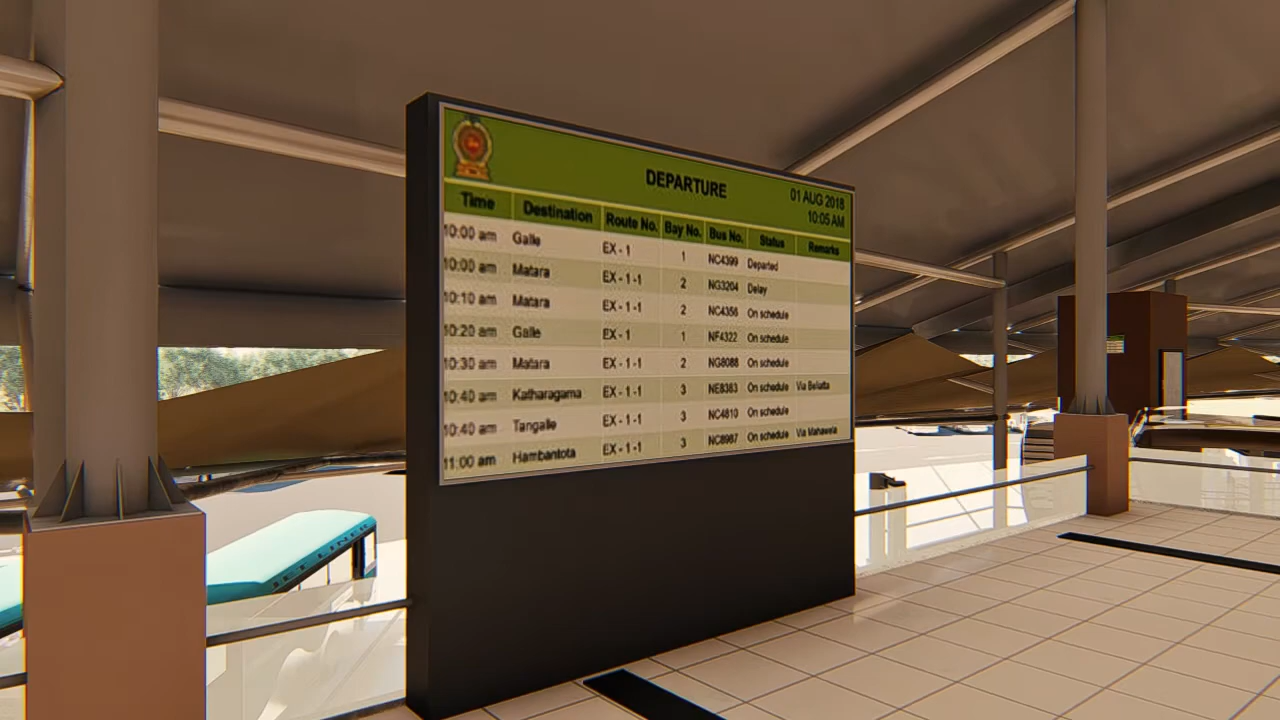 DEPARTURE
01 AUG 2018
10:05 AM
Time Destination Route No. Bay No. Bus No. Status Remarks
10:00 am Galle EX - 1 1 NC4399 Departed
10:00 am Matara EX - 1 -1 2 NG3204 Delay
10:10 am Matara EX - 1 -1 2 NC4356 On schedule
10:20 am Galle EX - 1 1 NF4322 On schedule
10:30 am Matara EX - 1 -1 2 NG8088 On schedule
10:40 am Katharagama EX - 1 -1 3 NE8383 On schedule Via Beliatta
10:40 am Tangalle EX - 1 -1 3 NC4810 On schedule
11:00 am Hambantota EX - 1 -1 3 NC8987 On schedule Via Mahawela
JET LINER